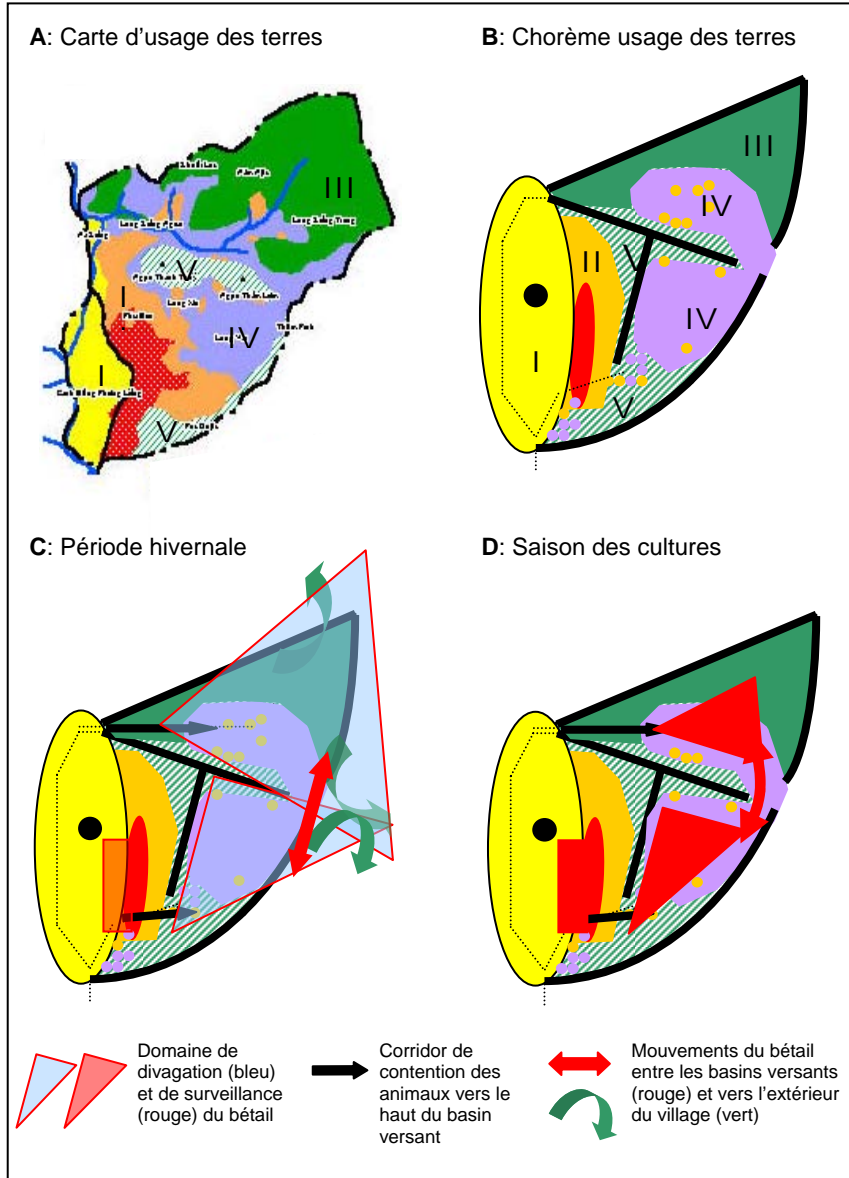 A: Carte d'usage des terres
B: Chorème usage des terres
III
V
I
IV
I
V
III
IV
II
V
IV
I
V
C: Période hivernale
D: Saison des cultures
Domaine de
divagation (bleu)
et de surveillance
(rouge) du bétail
Corridor de
contention des
animaux vers le
haut du basin
versant
Mouvements du bétail
entre les basins versants
(rouge) et vers l'extérieur
du village (vert)